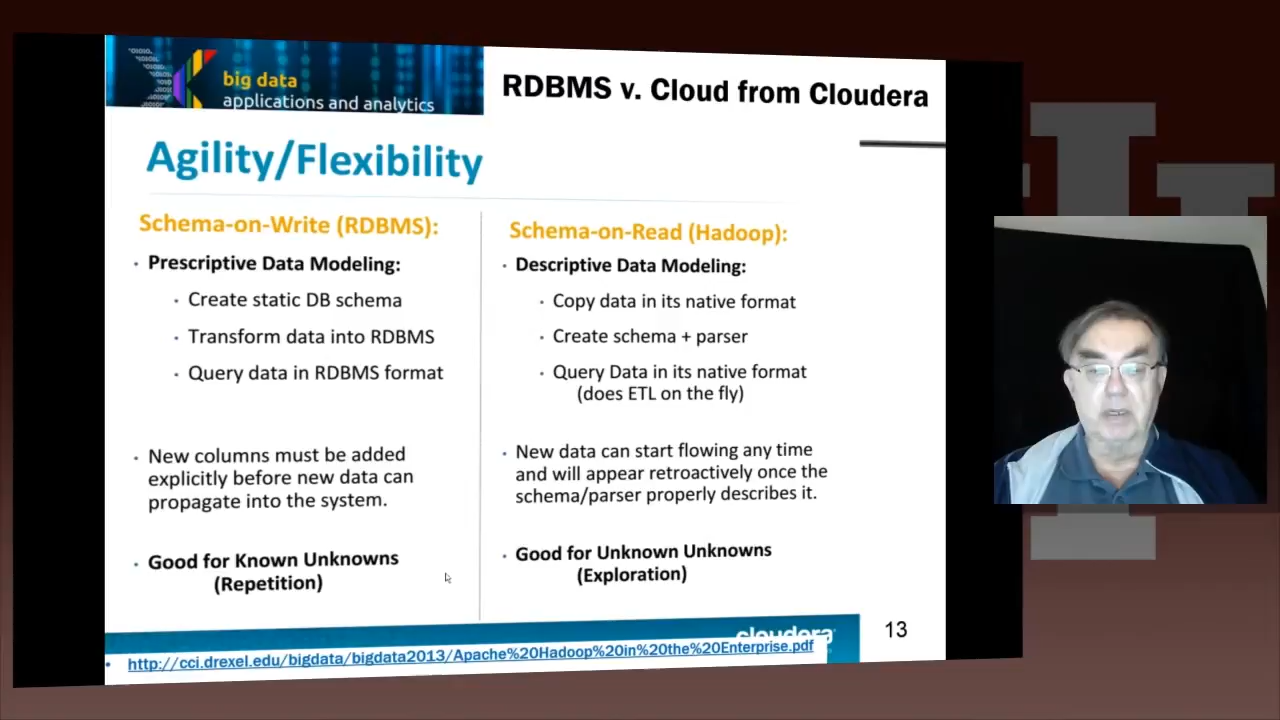 big data
applications and analytics
RDBMS v. Cloud from Cloudera
Agility/Flexibility
Schema-on-Write (RDBMS):
• Prescriptive Data Modeling:
• Create static DB schema
• Transform data into RDBMS
• Query data in RDBMS format
• New columns must be added
explicitly before new data can
propagate into the system.
• Good for Known Unknowns
(Repetition)
Schema-on-Read (Hadoop):
• Descriptive Data Modeling:
• Copy data in its native format
• Create schema + parser
• Query Data in its native format
(does ETL on the fly)
• New data can start flowing any time
and will appear retroactively once the
schema/parser properly describes it.
• Good for Unknown Unknowns
(Exploration)
cloudera
13
• http://cci.drexel.edu/bigdata/bigdata2013/Apache%20Hadoop%20in%20the%20Enterprise.pdf